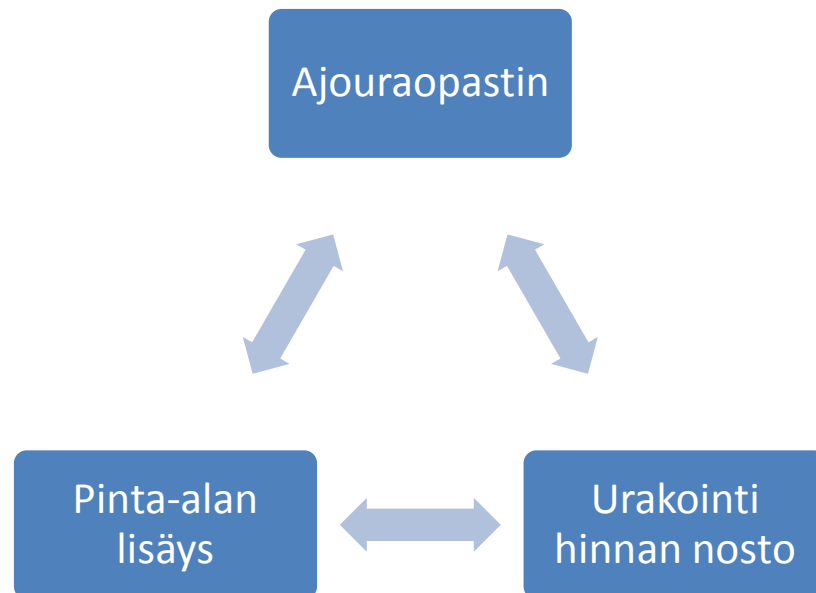 Ajouraopastin
Pinta-alan
lisäys
Urakointi
hinnan nosto